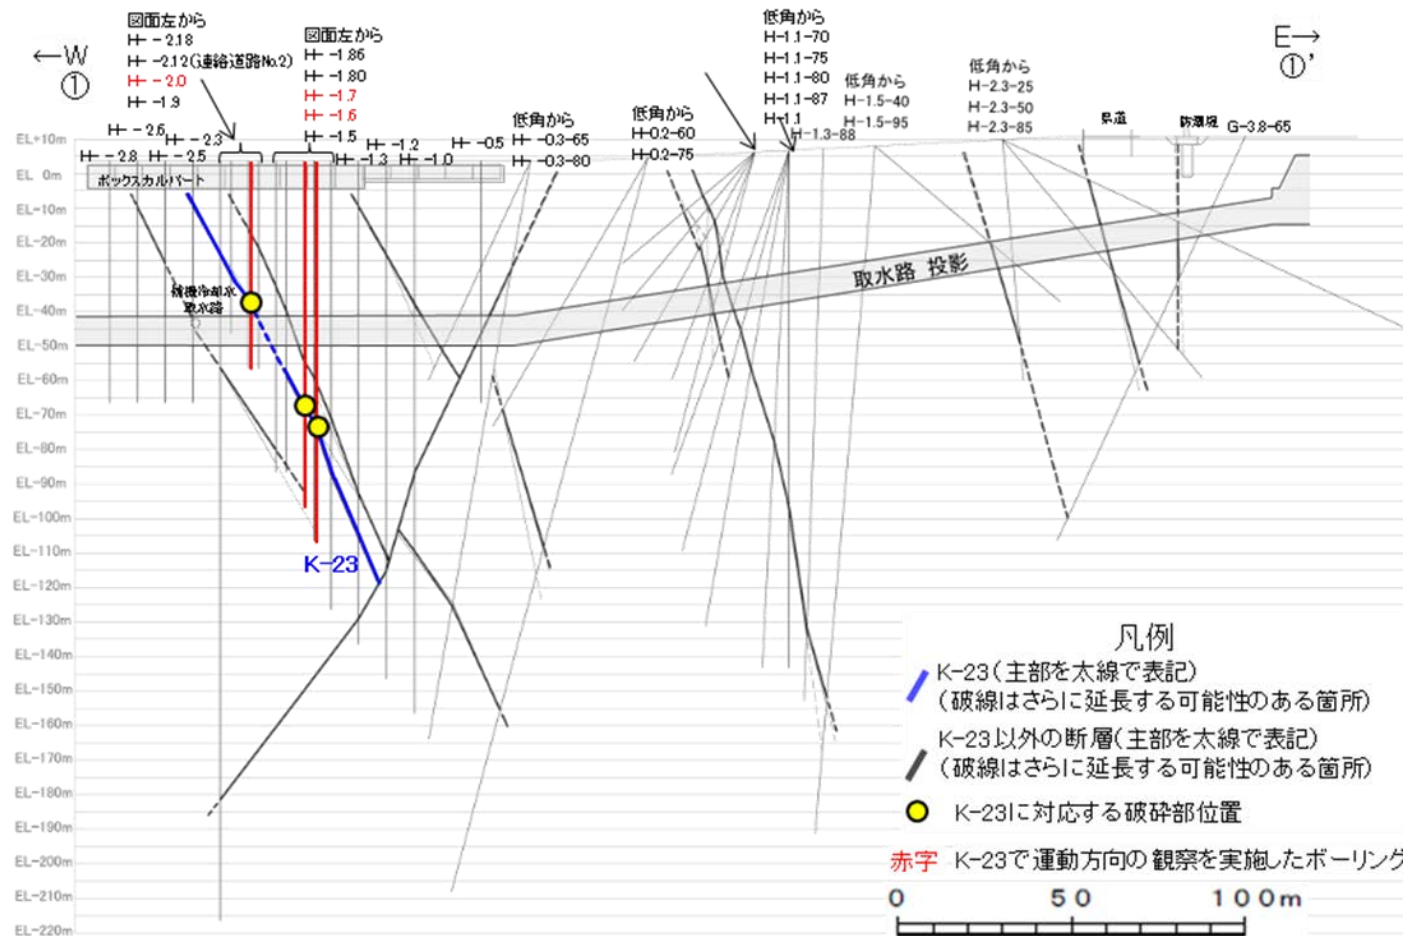 ←W
①
図面左から
H- -2.18
H- -2.12(連絡道路No.2)
H- -2.0
H- -1.9
図面左から
H- -1.86
H- -1.80
H- -1.7
H- -1.6
H- -1.5
H- -2.6
H- -2.3
H- -2.8
H- -2.5
H- -1.2
H- -1.3
H- -1.0
H- -0.5
低角から
H- -0.3-65
H- -0.3-80
低角から
H-0.2-60
H-0.2-75
低角から
H-1.1-70
H-1.1-75
H-1.1-80
H-1.1-87
H-1.1
H-1.3-88
低角から
H-1.5-40
H-1.5-95
低角から
H-2.3-25
H-2.3-50
H-2.3-85
E→
①'
県道
防潮堤
G-3.8-65
ボックスカルバート
補機冷却水
取水路
取水路 投影
K-23
EL+10m
EL 0m
EL-10m
EL-20m
EL-30m
EL-40m
EL-50m
EL-60m
EL-70m
EL-80m
EL-90m
EL-100m
EL-110m
EL-120m
EL-130m
EL-140m
EL-150m
EL-160m
EL-170m
EL-180m
EL-190m
EL-200m
EL-210m
EL-220m
凡例
K-23(主部を太線で表記)
(破線はさらに延長する可能性のある箇所)
K-23以外の断層(主部を太線で表記)
(破線はさらに延長する可能性のある箇所)
K-23に対応する破砕部位置
赤字 K-23で運動方向の観察を実施したボーリング
0 50 100m